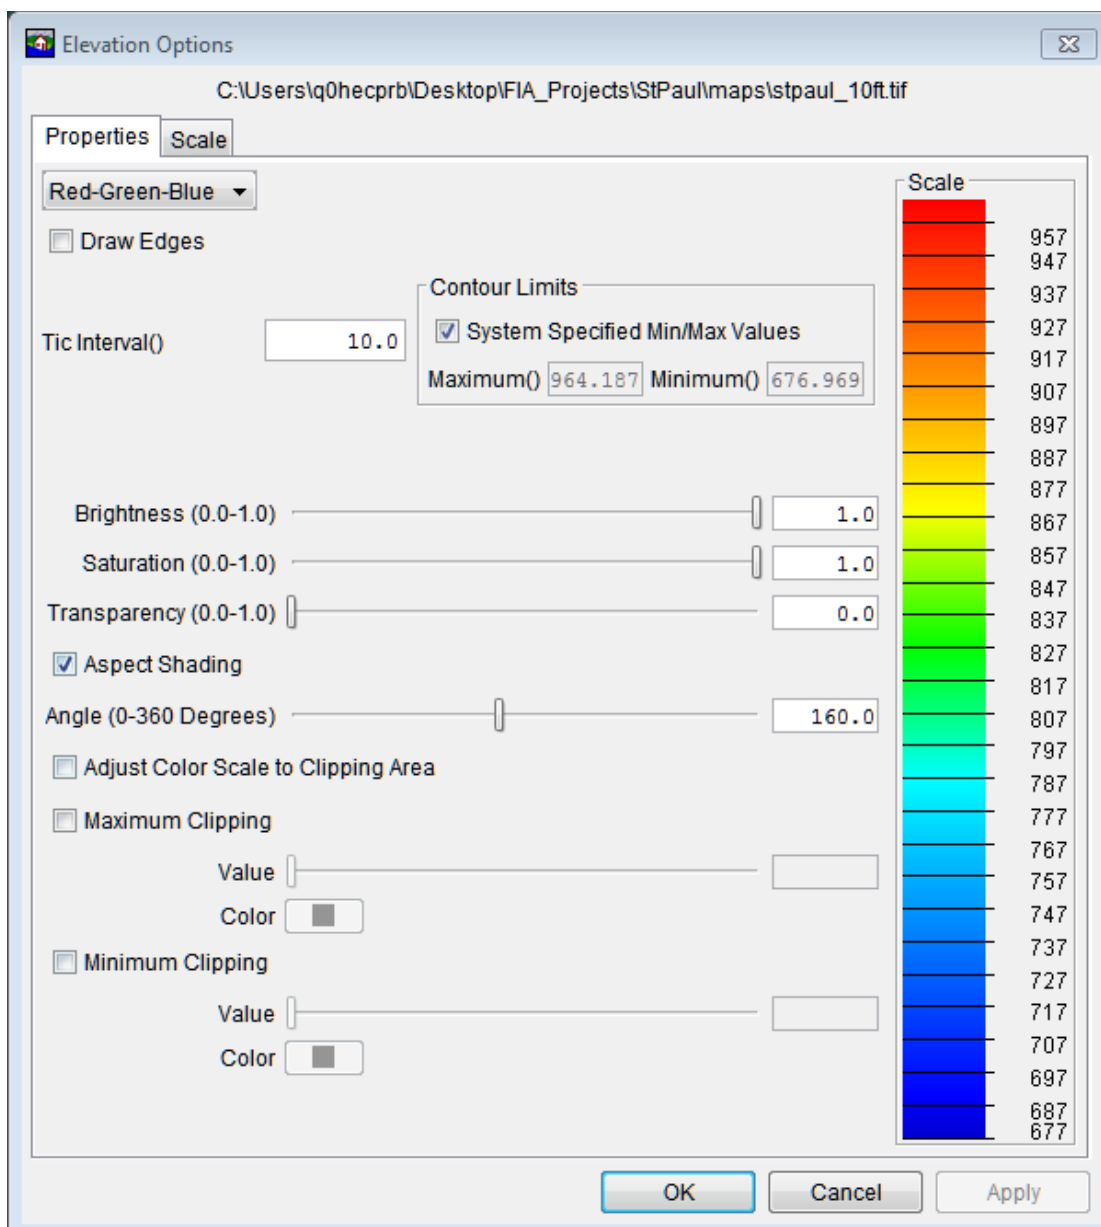 Elevation Options
C:\Users\q0hecprb\Desktop\FIA_Projects\StPaul\maps\stpaul_10ft.tif
Properties Scale
Red-Green-Blue
Draw Edges
Tic Interval() 10.0
Contour Limits
System Specified Min/Max Values
Maximum() 964.187 Minimum() 676.969
Brightness (0.0-1.0) 1.0
Saturation (0.0-1.0) 1.0
Transparency (0.0-1.0) 0.0
Aspect Shading
Angle (0-360 Degrees) 160.0
Adjust Color Scale to Clipping Area
Maximum Clipping
Value
Color
Minimum Clipping
Value
Color
Scale
957
947
937
927
917
907
897
887
877
867
857
847
837
827
817
807
797
787
777
767
757
747
737
727
717
707
697
687
677
OK Cancel Apply